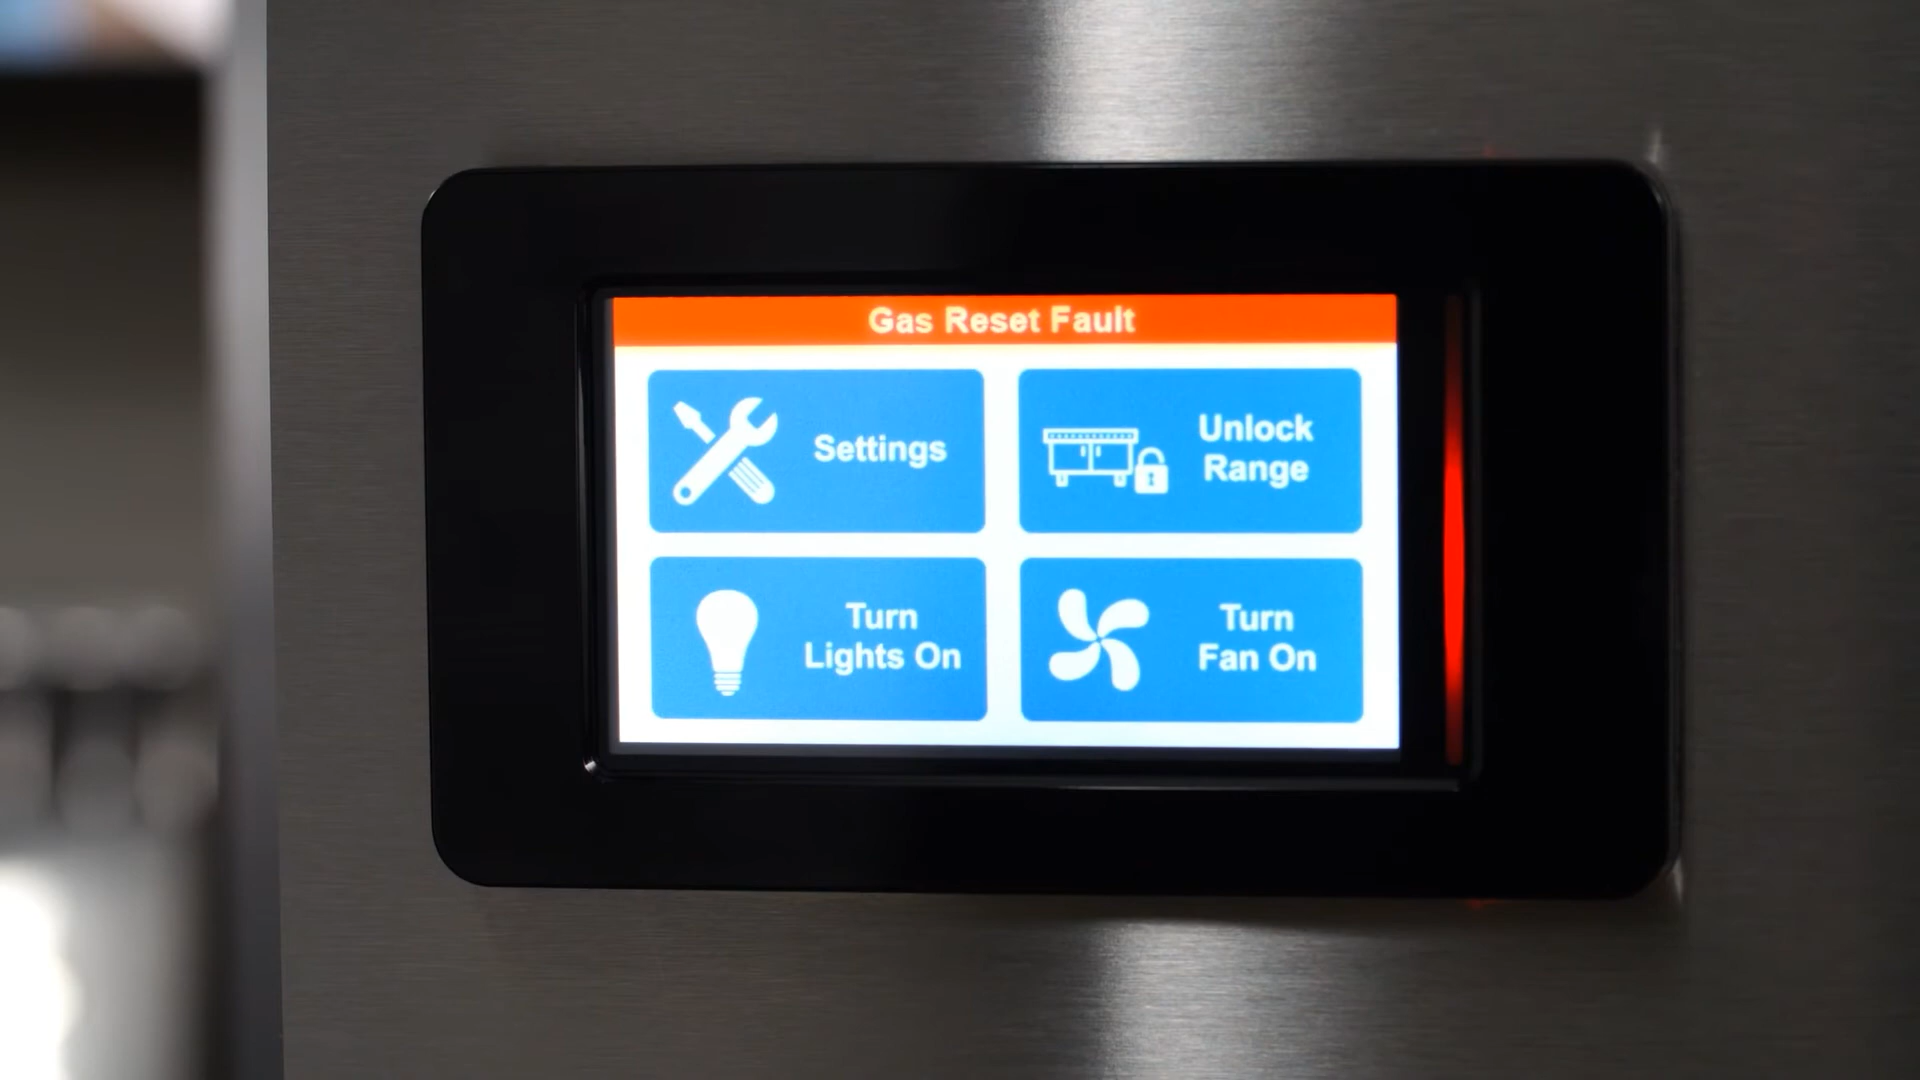 Gas Reset Fault
Settings
Unlock
Range
Turn
Lights On
Turn
Fan On